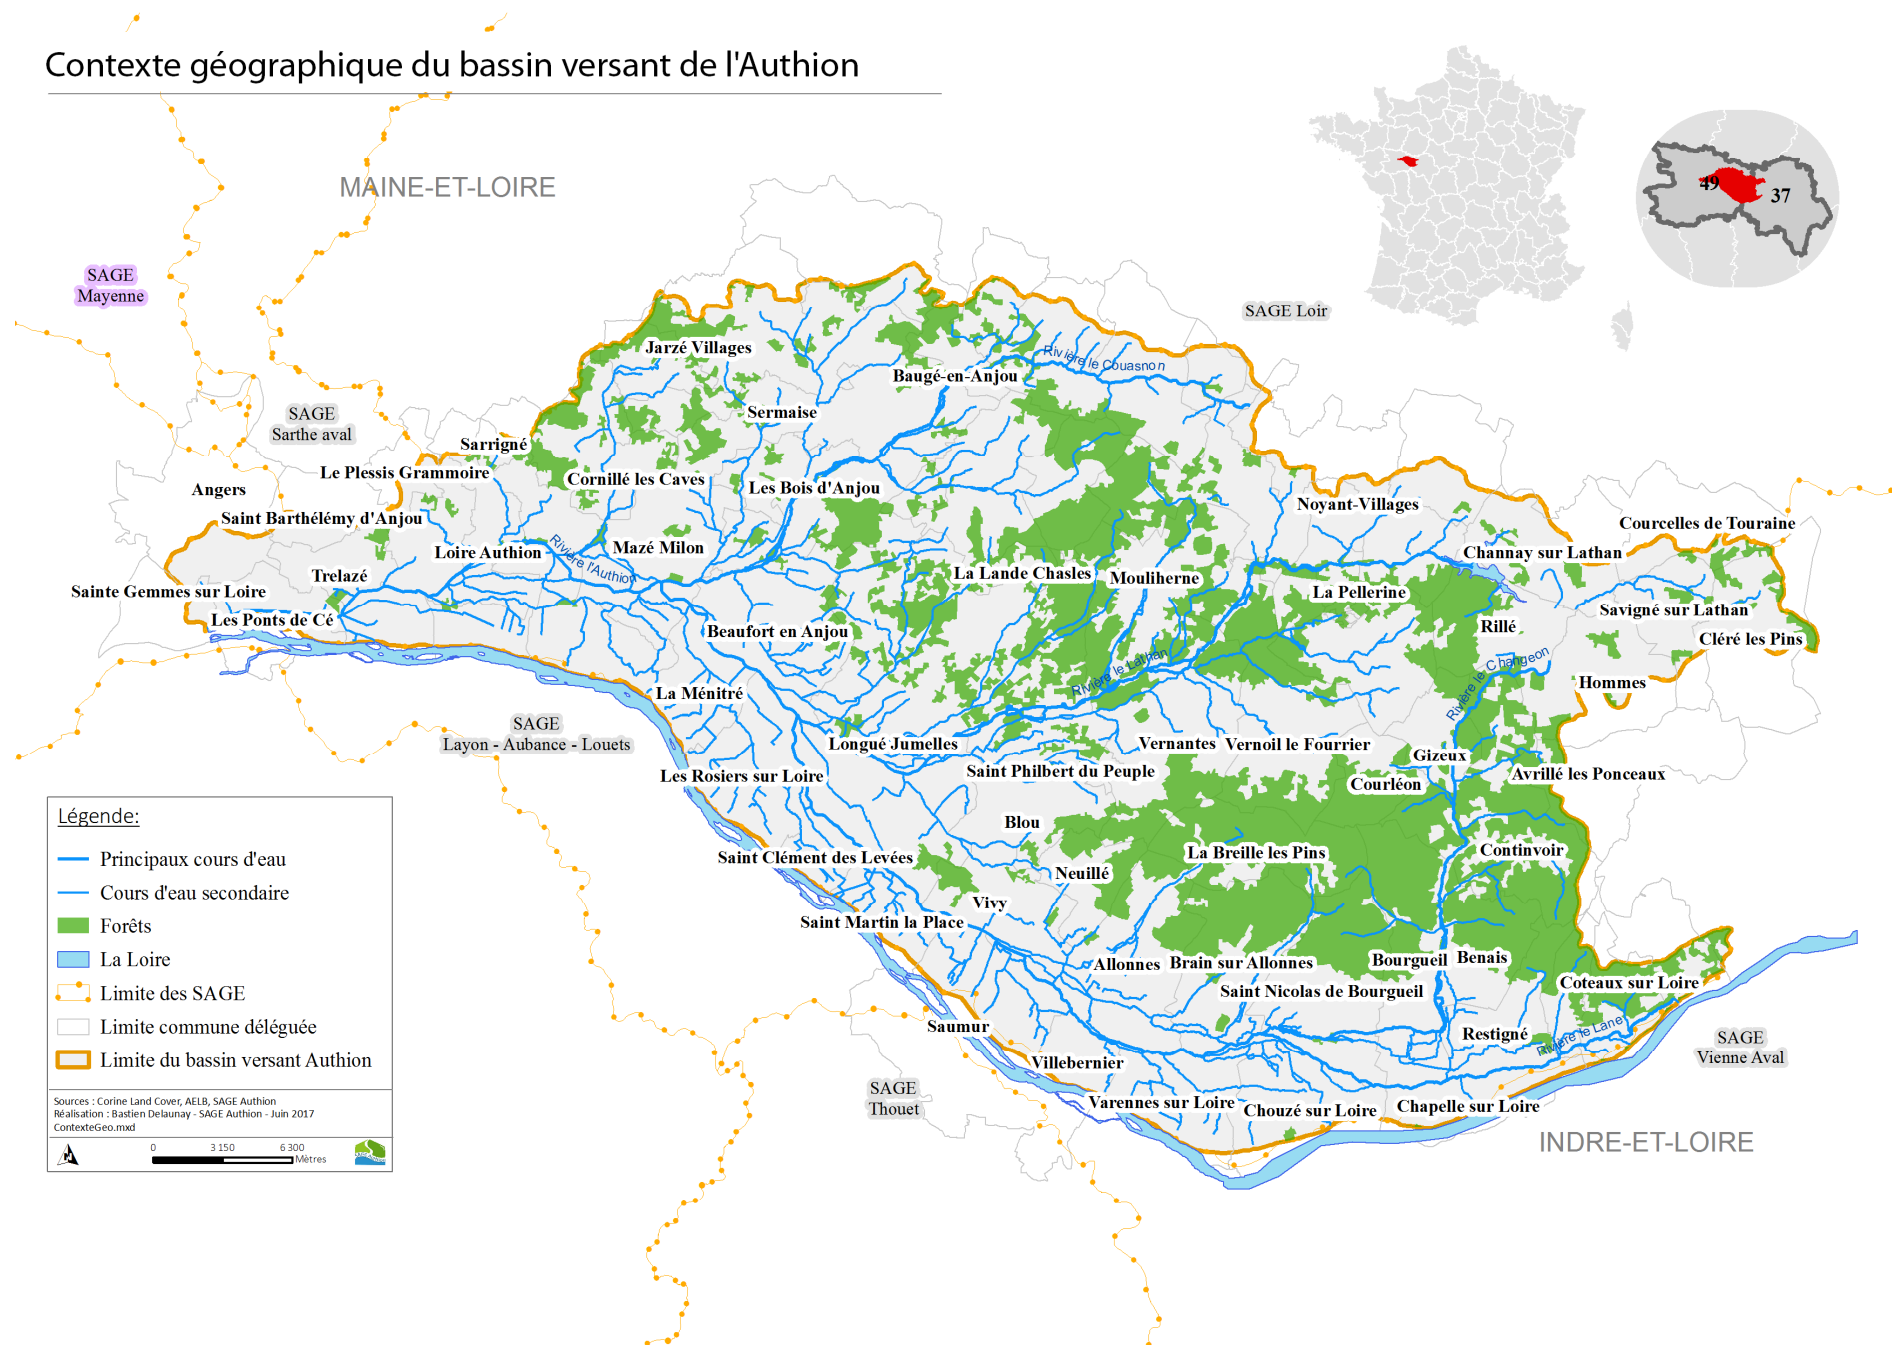 Contexte géographique du bassin versant de l'Authion
MAINE-ET-LOIRE
49
37
SAGE
Mayenne
SAGE Loir
Jarzé Villages
Rivière le Couasnon
Baugé-en-Anjou
SAGE
Sarthe aval
Sermaise
Sarrigné
Le Plessis Grammoire
Cornillé les Caves
Angers
Les Bois d'Anjou
Noyant-Villages
Saint Barthélémy d'Anjou
Courcelles de Touraine
Loire Authion
Rivière l'Authion
Mazé Milon
Channay sur Lathan
Trelazé
La Lande Chasles
Mouliherne
Sainte Gemmes sur Loire
La Pellerine
Savigné sur Lathan
Les Ponts de Cé
Beaufort en Anjou
Rillé
Cléré les Pins
Rivière le Lathan
Rivière le Changeon
La Ménitré
Hommes
SAGE
Layon - Aubance - Louets
Longué Jumelles
Vernantes
Vernoil le Fourrier
Gizeux
Saint Philbert du Peuple
Les Rosiers sur Loire
Avrillé les Ponceaux
Courléon
Blou
Saint Clément des Levées
La Breille les Pins
Continvoir
Neuillé
Vivy
Saint Martin la Place
Allonnes
Brain sur Allonnes
Bourgueil
Benais
Saint Nicolas de Bourgueil
Coteaux sur Loire
Saumur
Restigné
Rivière le Lane
SAGE
Vienne Aval
Villebernier
SAGE
Thouet
Varennes sur Loire
Chouzé sur Loire
Chapelle sur Loire
INDRE-ET-LOIRE
Légende:
Principaux cours d'eau
Cours d'eau secondaire
Forêts
La Loire
Limite des SAGE
Limite commune déléguée
Limite du bassin versant Authion
Sources : Corine Land Cover, AELB, SAGE Authion
Réalisation : Bastien Delaunay - SAGE Authion - Juin 2017
ContexteGeo.mxd
0 3 150 6 300
Mètres